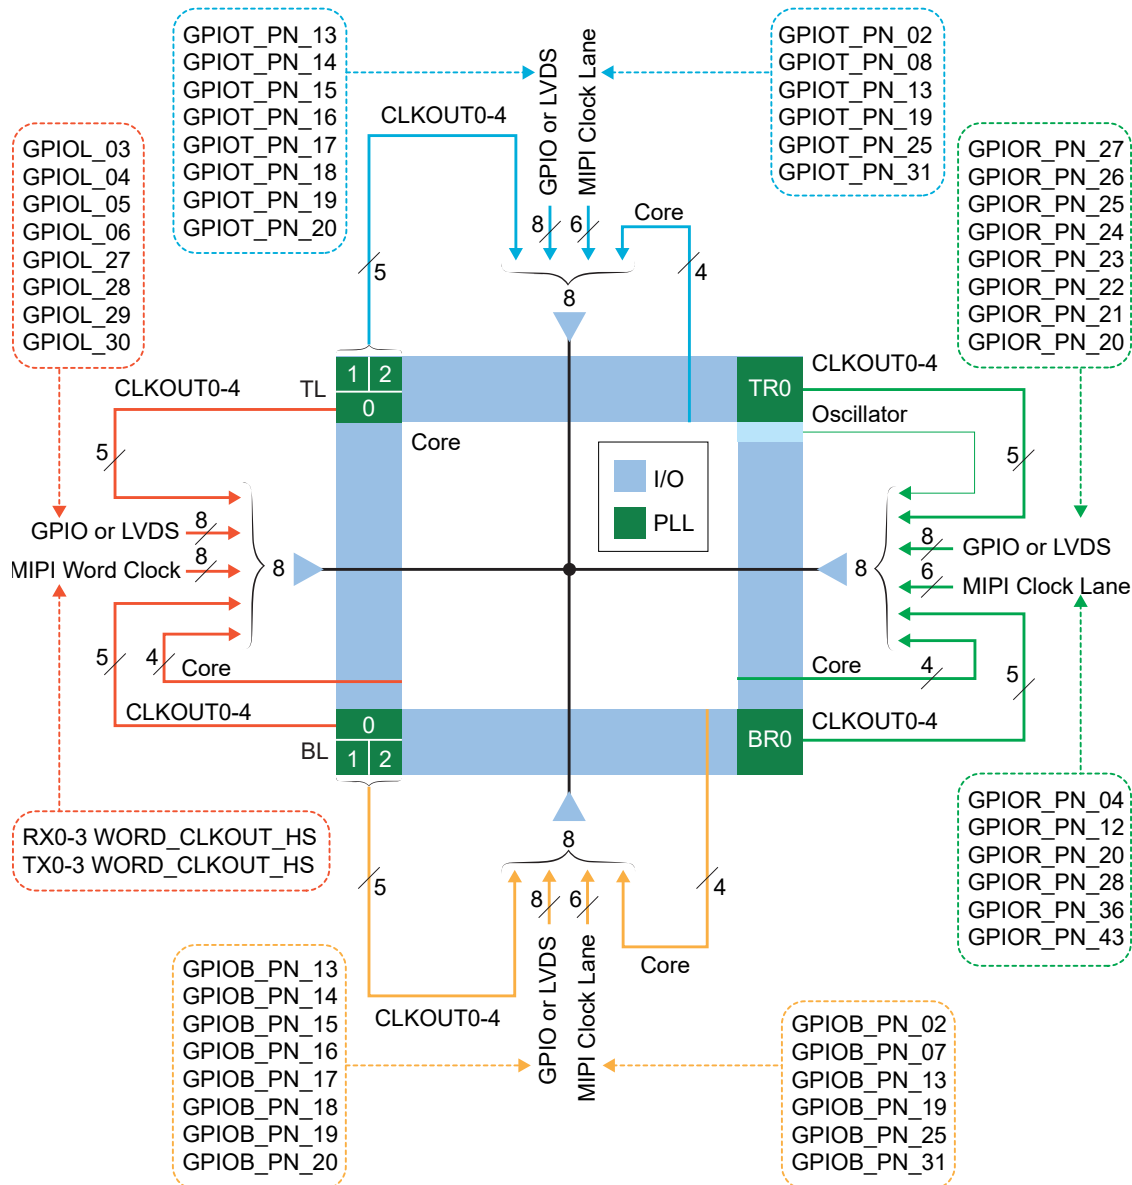 GPIOT_PN_13
GPIOT_PN_14
GPIOT_PN_15
GPIOT_PN_16
GPIOT_PN_17
GPIOT_PN_18
GPIOT_PN_19
GPIOT_PN_20
GPIO or LVDS
MIPI Clock Lane
GPIOT_PN_02
GPIOT_PN_08
GPIOT_PN_13
GPIOT_PN_19
GPIOT_PN_25
GPIOT_PN_31
CLKOUT0-4
GPIOL_03
GPIOL_04
GPIOL_05
GPIOL_06
GPIOL_27
GPIOL_28
GPIOL_29
GPIOL_30
GPIOR_PN_27
GPIOR_PN_26
GPIOR_PN_25
GPIOR_PN_24
GPIOR_PN_23
GPIOR_PN_22
GPIOR_PN_21
GPIOR_PN_20
Core
8
6
5
4
8
CLKOUT0-4
TL
1 2
0
TR0
CLKOUT0-4
Oscillator
Core
I/O
PLL
5
5
GPIO or LVDS
8
MIPI Word Clock
8
8
8
8
GPIO or LVDS
6
MIPI Clock Lane
5
4
Core
Core
4
5
CLKOUT0-4
0
BL
1 2
BR0
CLKOUT0-4
RX0-3 WORD_CLKOUT_HS
TX0-3 WORD_CLKOUT_HS
GPIOR_PN_04
GPIOR_PN_12
GPIOR_PN_20
GPIOR_PN_28
GPIOR_PN_36
GPIOR_PN_43
8
5
8
6
4
Core
CLKOUT0-4
GPIO or LVDS
MIPI Clock Lane
GPIOB_PN_13
GPIOB_PN_14
GPIOB_PN_15
GPIOB_PN_16
GPIOB_PN_17
GPIOB_PN_18
GPIOB_PN_19
GPIOB_PN_20
GPIOB_PN_02
GPIOB_PN_07
GPIOB_PN_13
GPIOB_PN_19
GPIOB_PN_25
GPIOB_PN_31